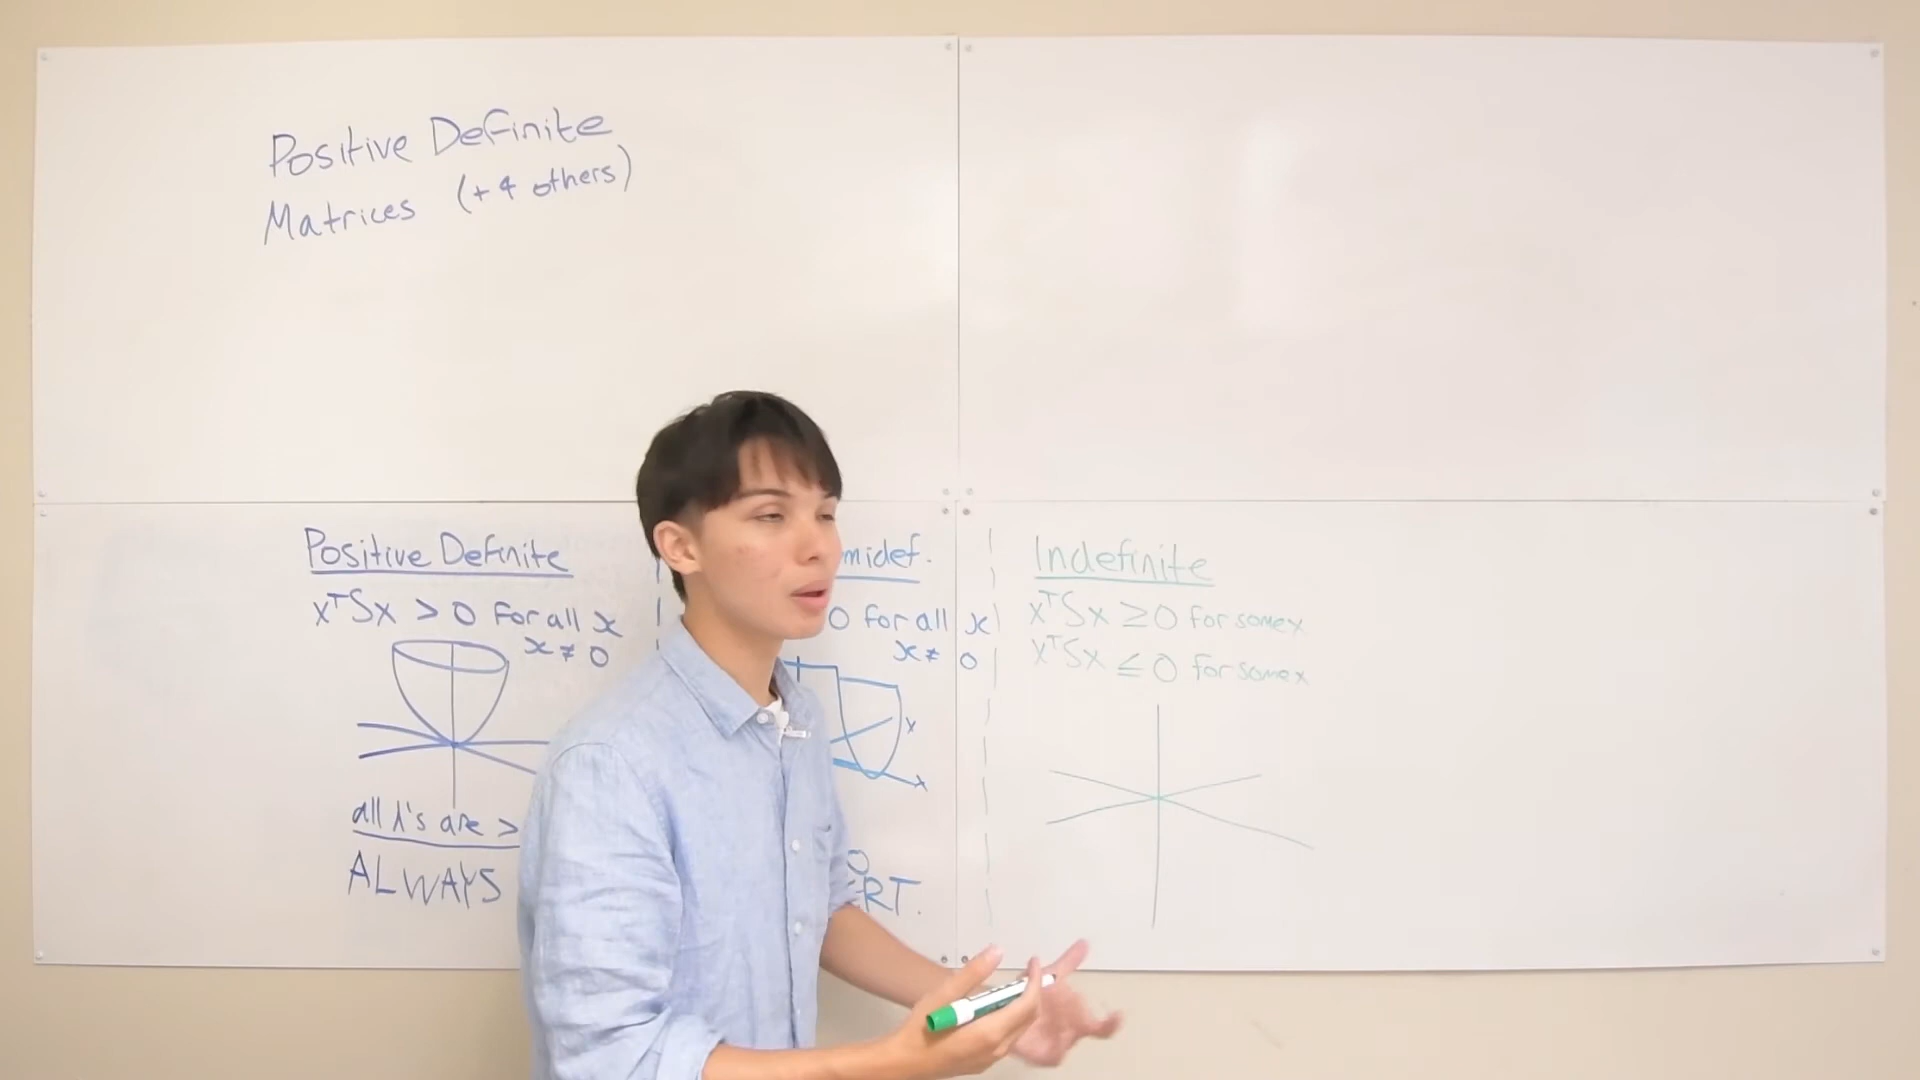 Positive Definite
Matrices (+ 4 others)
Positive Definite
xᵀSx > 0 for all x
x ≠ 0
all λ's are >
ALWAYS
midef.
0 for all x
x ≠ 0
x
x
0
ERT.
Indefinite
xᵀSx ≥ 0 for some x
xᵀSx ≤ 0 for some x